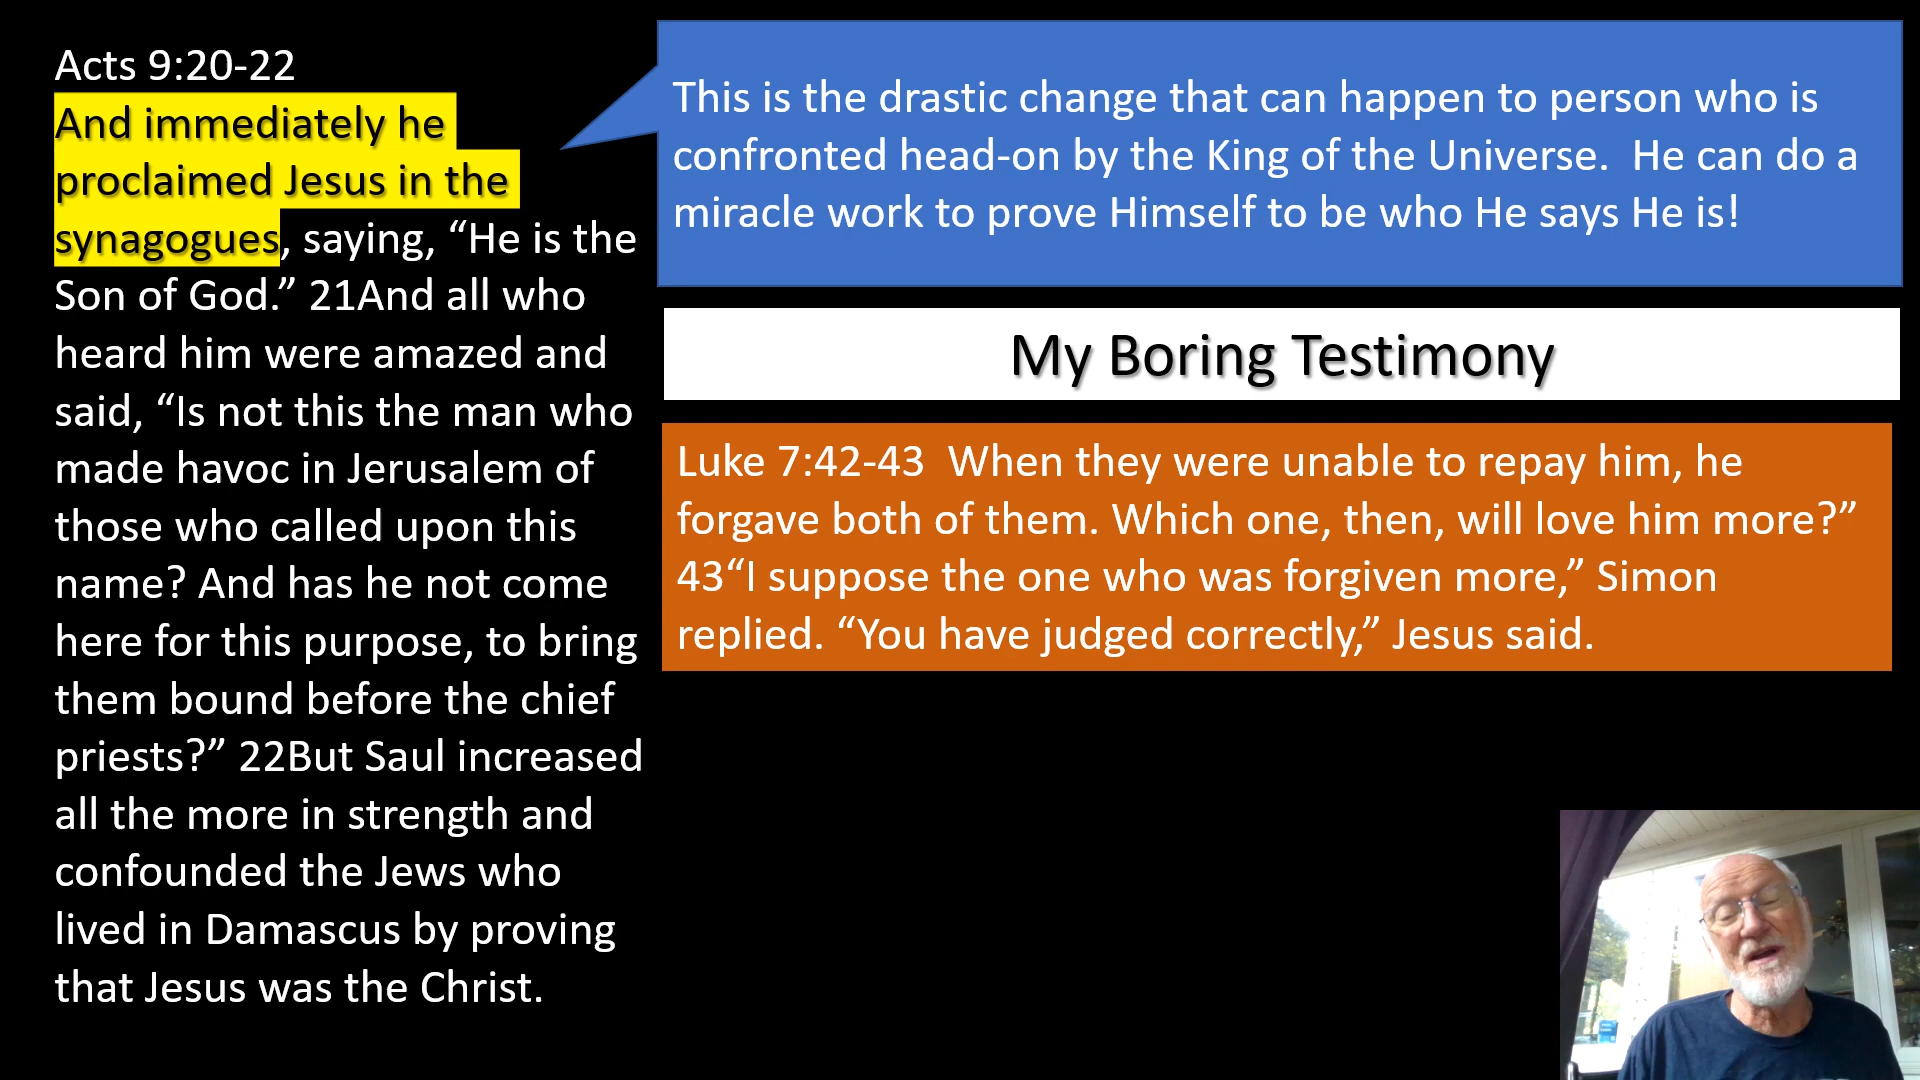 Acts 9:20-22
And immediately he
proclaimed Jesus in the
synagogues, saying, “He is the
Son of God.” 21And all who
heard him were amazed and
said, “Is not this the man who
made havoc in Jerusalem of
those who called upon this
name? And has he not come
here for this purpose, to bring
them bound before the chief
priests?” 22But Saul increased
all the more in strength and
confounded the Jews who
lived in Damascus by proving
that Jesus was the Christ.
This is the drastic change that can happen to person who is
confronted head-on by the King of the Universe.  He can do a
miracle work to prove Himself to be who He says He is!
My Boring Testimony
Luke 7:42-43  When they were unable to repay him, he
forgave both of them. Which one, then, will love him more?”
43“I suppose the one who was forgiven more,” Simon
replied. “You have judged correctly,” Jesus said.